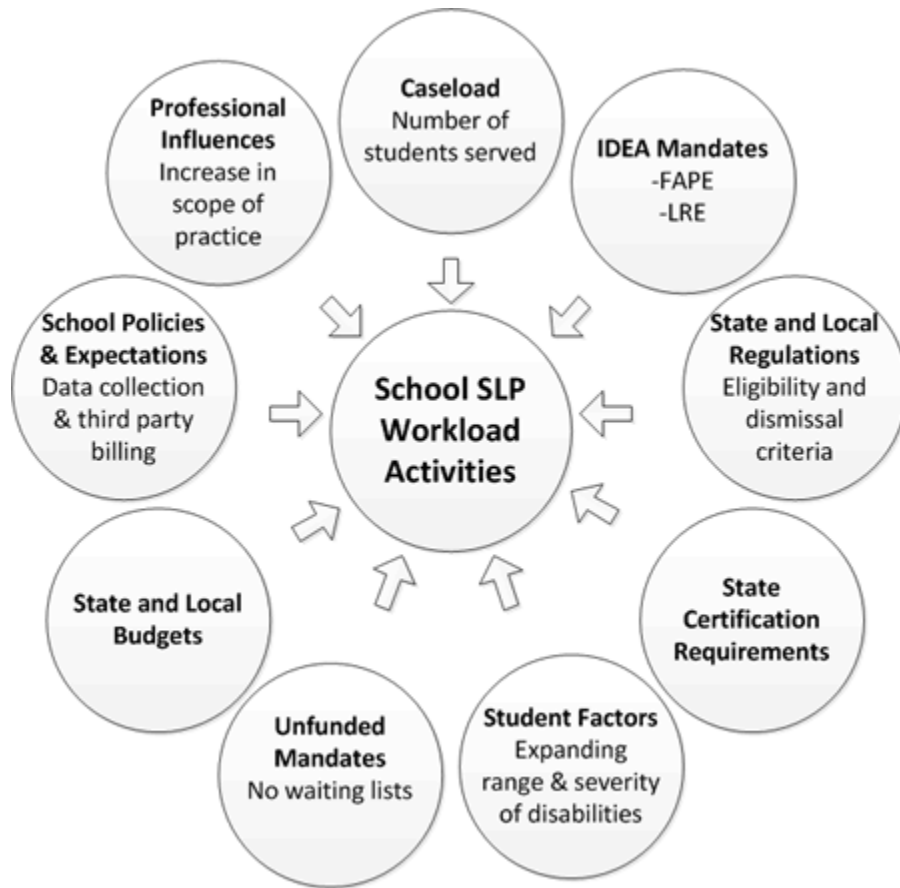 Caseload
Number of
students served
IDEA Mandates
-FAPE
-LRE
State and Local
Regulations
Eligibility and
dismissal
criteria
State
Certification
Requirements
Student Factors
Expanding
range & severity
of disabilities
Unfunded
Mandates
No waiting lists
State and Local
Budgets
School Policies
& Expectations
Data collection
& third party
billing
Professional
Influences
Increase in
scope of
practice
School SLP
Workload
Activities